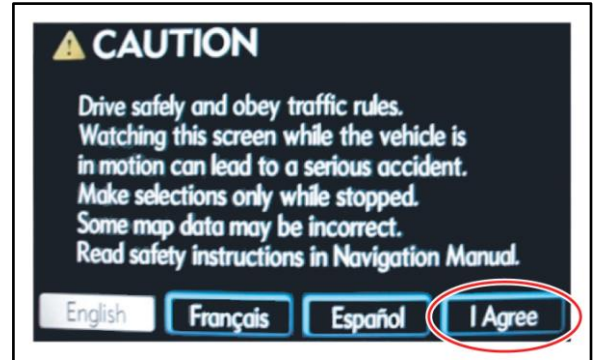 CAUTION
Drive safely and obey traffic rules.
Watching this screen while the vehicle is
in motion can lead to a serious accident.
Make selections only while stopped.
Some map data may be incorrect.
Read safety instructions in Navigation Manual.
English Français Español I Agree